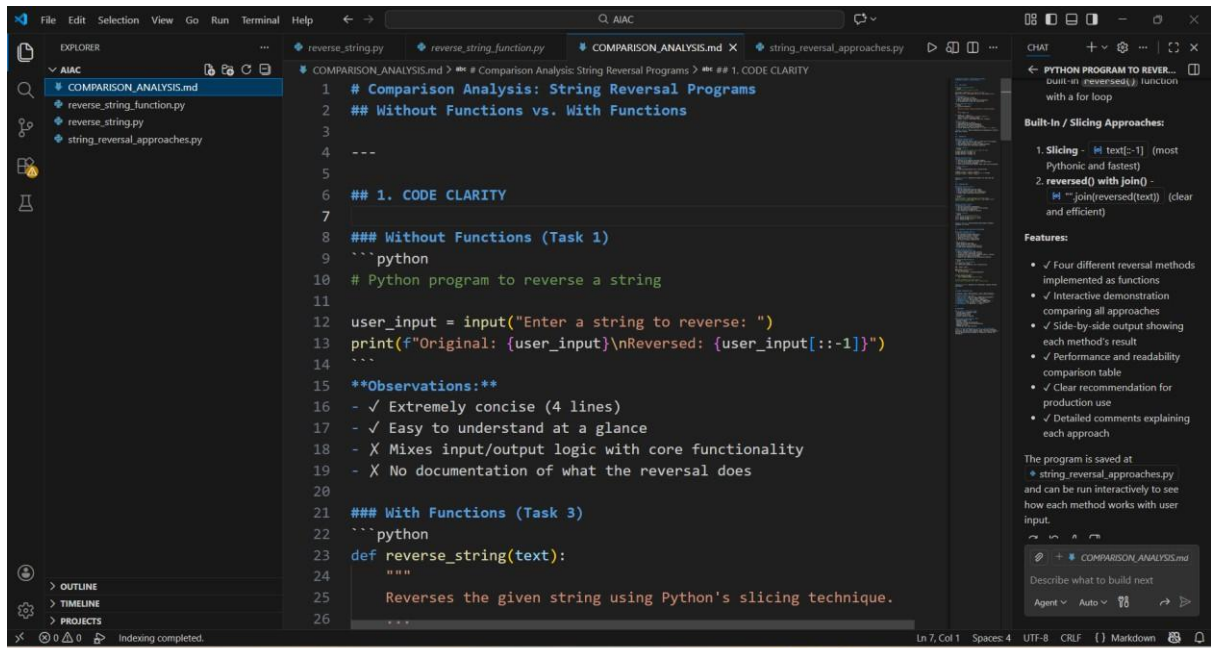 File Edit Selection View Go Run Terminal Help
AIAC
EXPLORER
AIAC
COMPARISON_ANALYSIS.md
reverse_string_function.py
reverse_string.py
string_reversal_approaches.py
OUTLINE
TIMELINE
PROJECTS
reverse_string.py reverse_string_function.py COMPARISON_ANALYSIS.md string_reversal_approaches.py
COMPARISON_ANALYSIS.md > # Comparison Analysis: String Reversal Programs > ## 1. CODE CLARITY
1 # Comparison Analysis: String Reversal Programs
2 ## Without Functions vs. With Functions
3
4 ---
5
6 ## 1. CODE CLARITY
7
8 ### Without Functions (Task 1)
9 ```python
10 # Python program to reverse a string
11
12 user_input = input("Enter a string to reverse: ")
13 print(f"Original: {user_input}\nReversed: {user_input[::-1]}")
14 ```
15 **Observations:**
16 - ✓ Extremely concise (4 lines)
17 - ✓ Easy to understand at a glance
18 - ✗ Mixes input/output logic with core functionality
19 - ✗ No documentation of what the reversal does
20
21 ### With Functions (Task 3)
22 ```python
23 def reverse_string(text):
24 """
25 Reverses the given string using Python's slicing technique.
26
CHAT
PYTHON PROGRAM TO REVER...
built-in reversed() function
with a for loop
Built-In / Slicing Approaches:
1. Slicing - text[::-1] (most
Pythonic and fastest)
2. reversed() with join() -
"".join(reversed(text)) (clear
and efficient)
Features:
• ✓ Four different reversal methods
implemented as functions
• ✓ Interactive demonstration
comparing all approaches
• ✓ Side-by-side output showing
each method's result
• ✓ Performance and readability
comparison table
• ✓ Clear recommendation for
production use
• ✓ Detailed comments explaining
each approach
The program is saved at
string_reversal_approaches.py
and can be run interactively to see
how each method works with user
input.
COMPARISON_ANALYSIS.md
Describe what to build next
Agent Auto
0 0 Indexing completed.
Ln 7, Col 1 Spaces: 4 UTF-8 CRLF {} Markdown